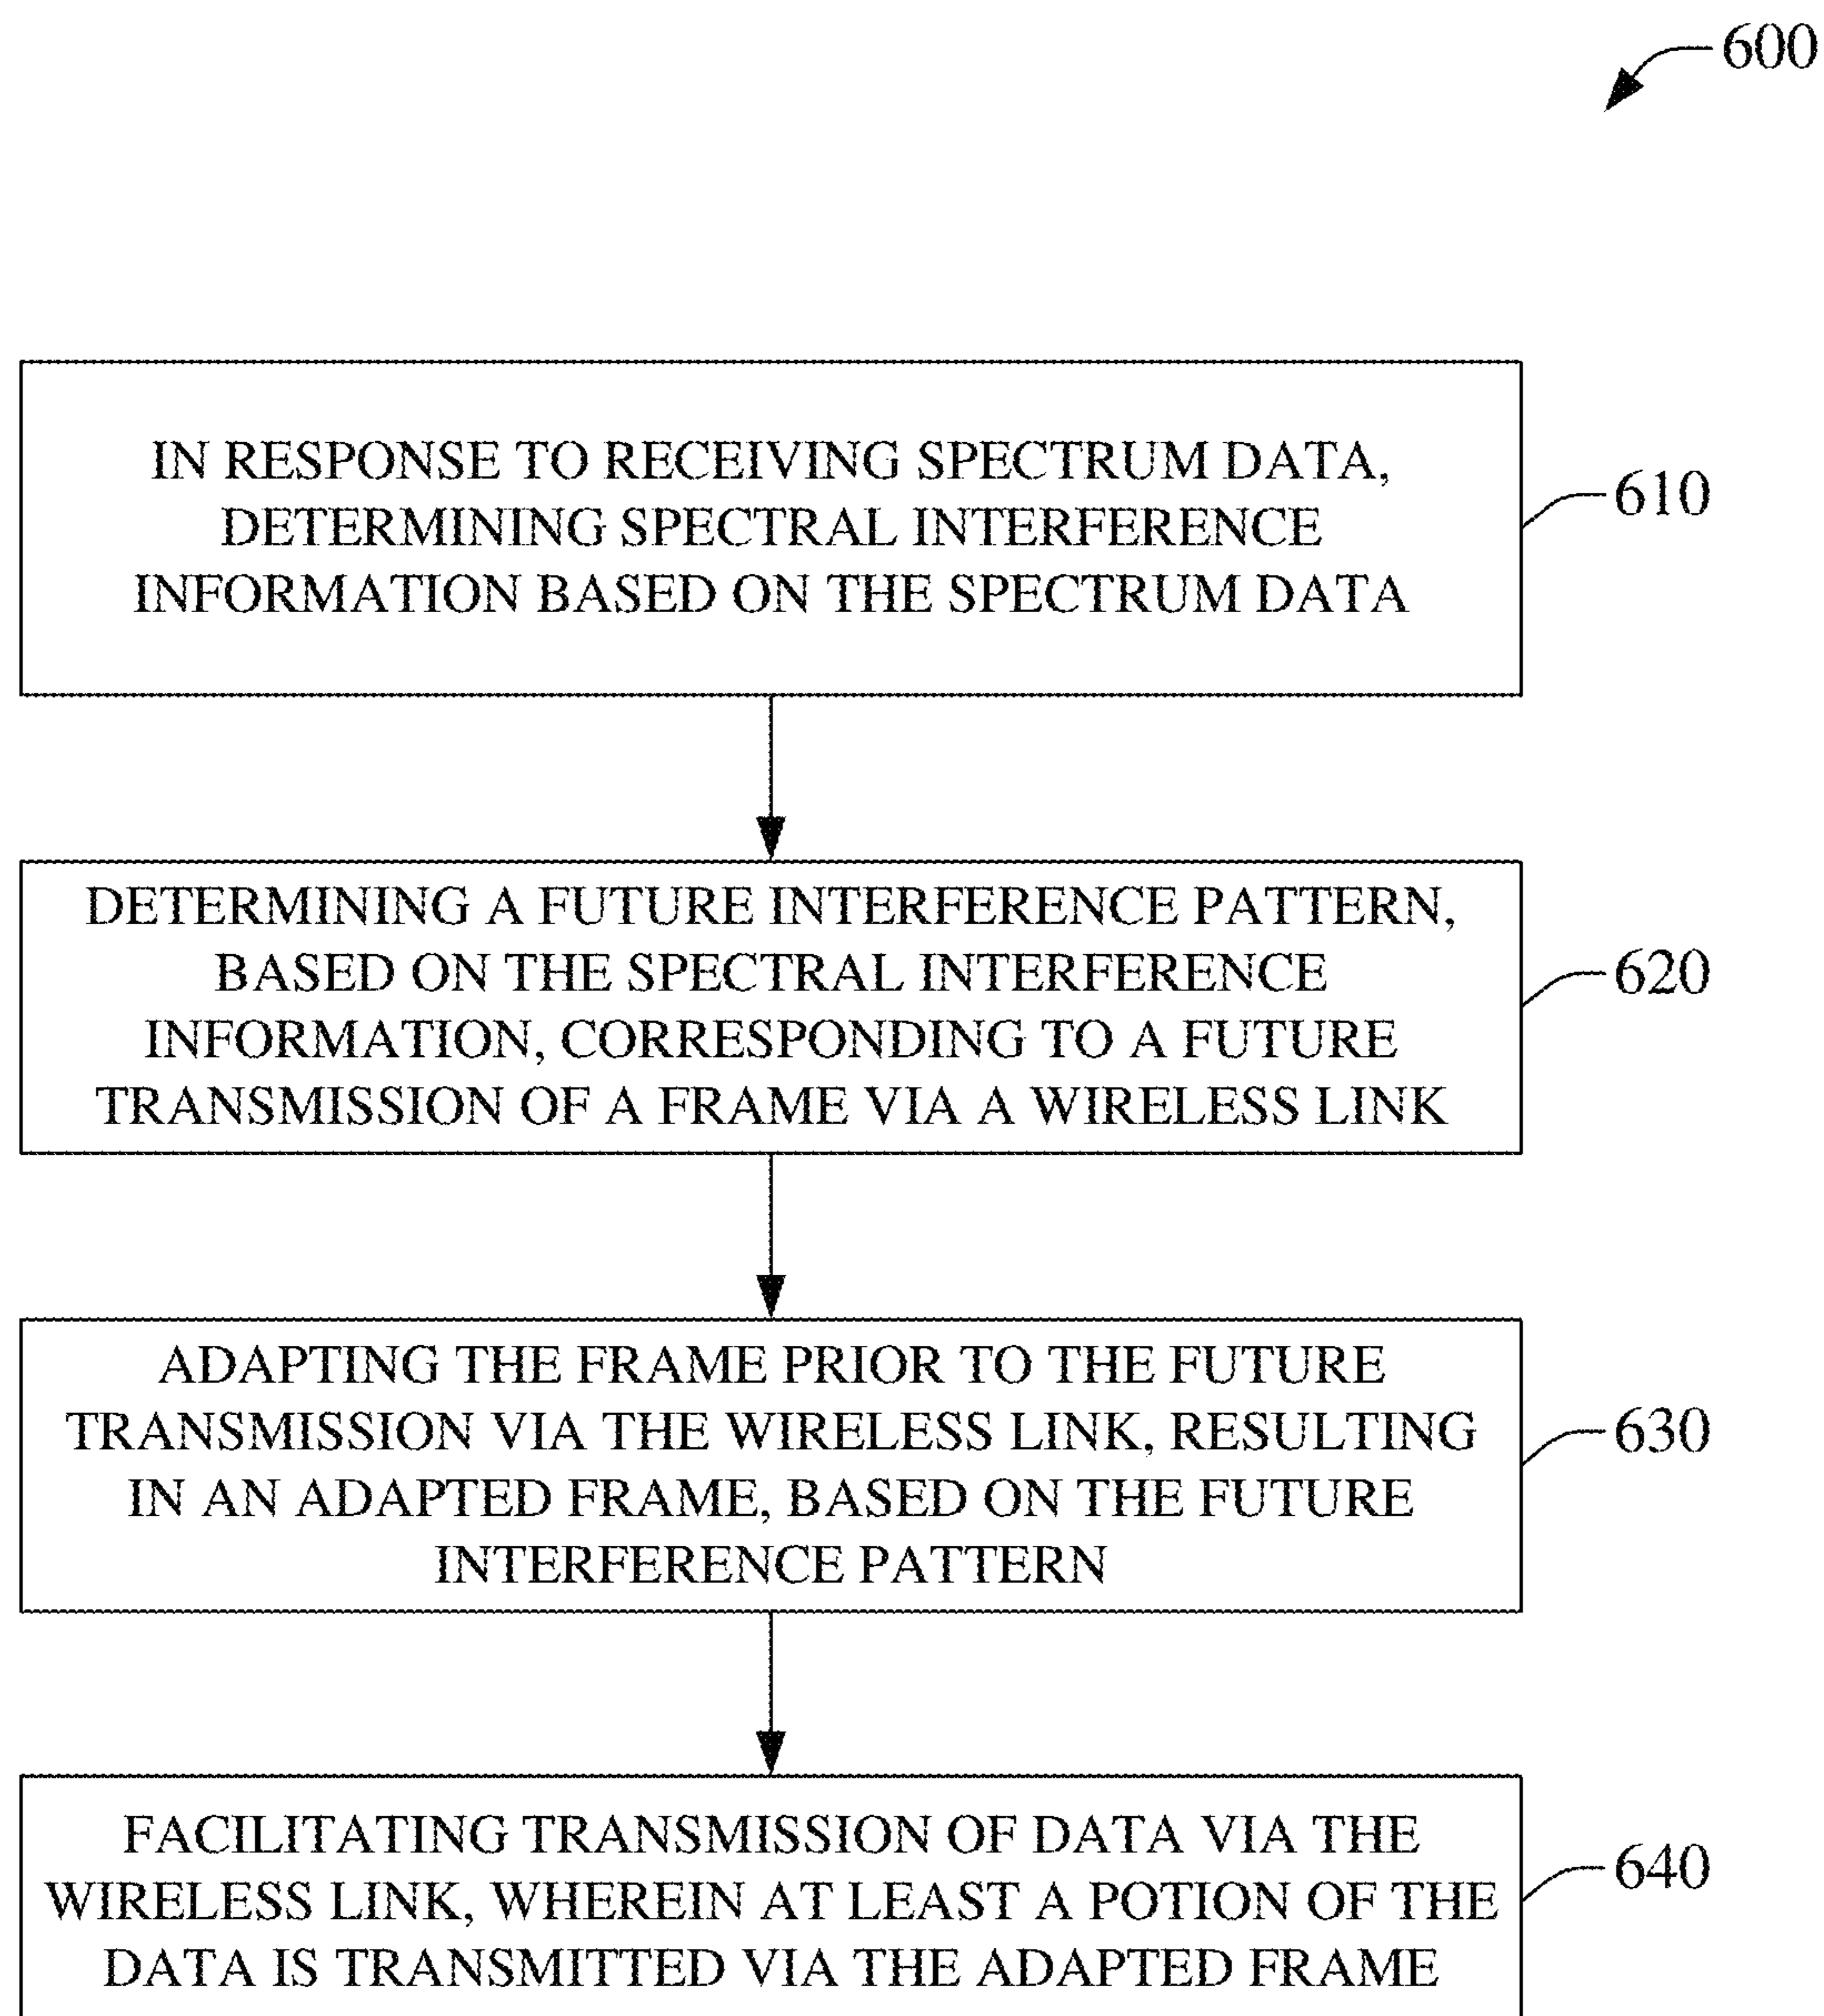 600
IN RESPONSE TO RECEIVING SPECTRUM DATA,
DETERMINING SPECTRAL INTERFERENCE
INFORMATION BASED ON THE SPECTRUM DATA
610
DETERMINING A FUTURE INTERFERENCE PATTERN,
BASED ON THE SPECTRAL INTERFERENCE
INFORMATION, CORRESPONDING TO A FUTURE
TRANSMISSION OF A FRAME VIA A WIRELESS LINK
620
ADAPTING THE FRAME PRIOR TO THE FUTURE
TRANSMISSION VIA THE WIRELESS LINK, RESULTING
IN AN ADAPTED FRAME, BASED ON THE FUTURE
INTERFERENCE PATTERN
630
FACILITATING TRANSMISSION OF DATA VIA THE
WIRELESS LINK, WHEREIN AT LEAST A POTION OF THE
DATA IS TRANSMITTED VIA THE ADAPTED FRAME
640